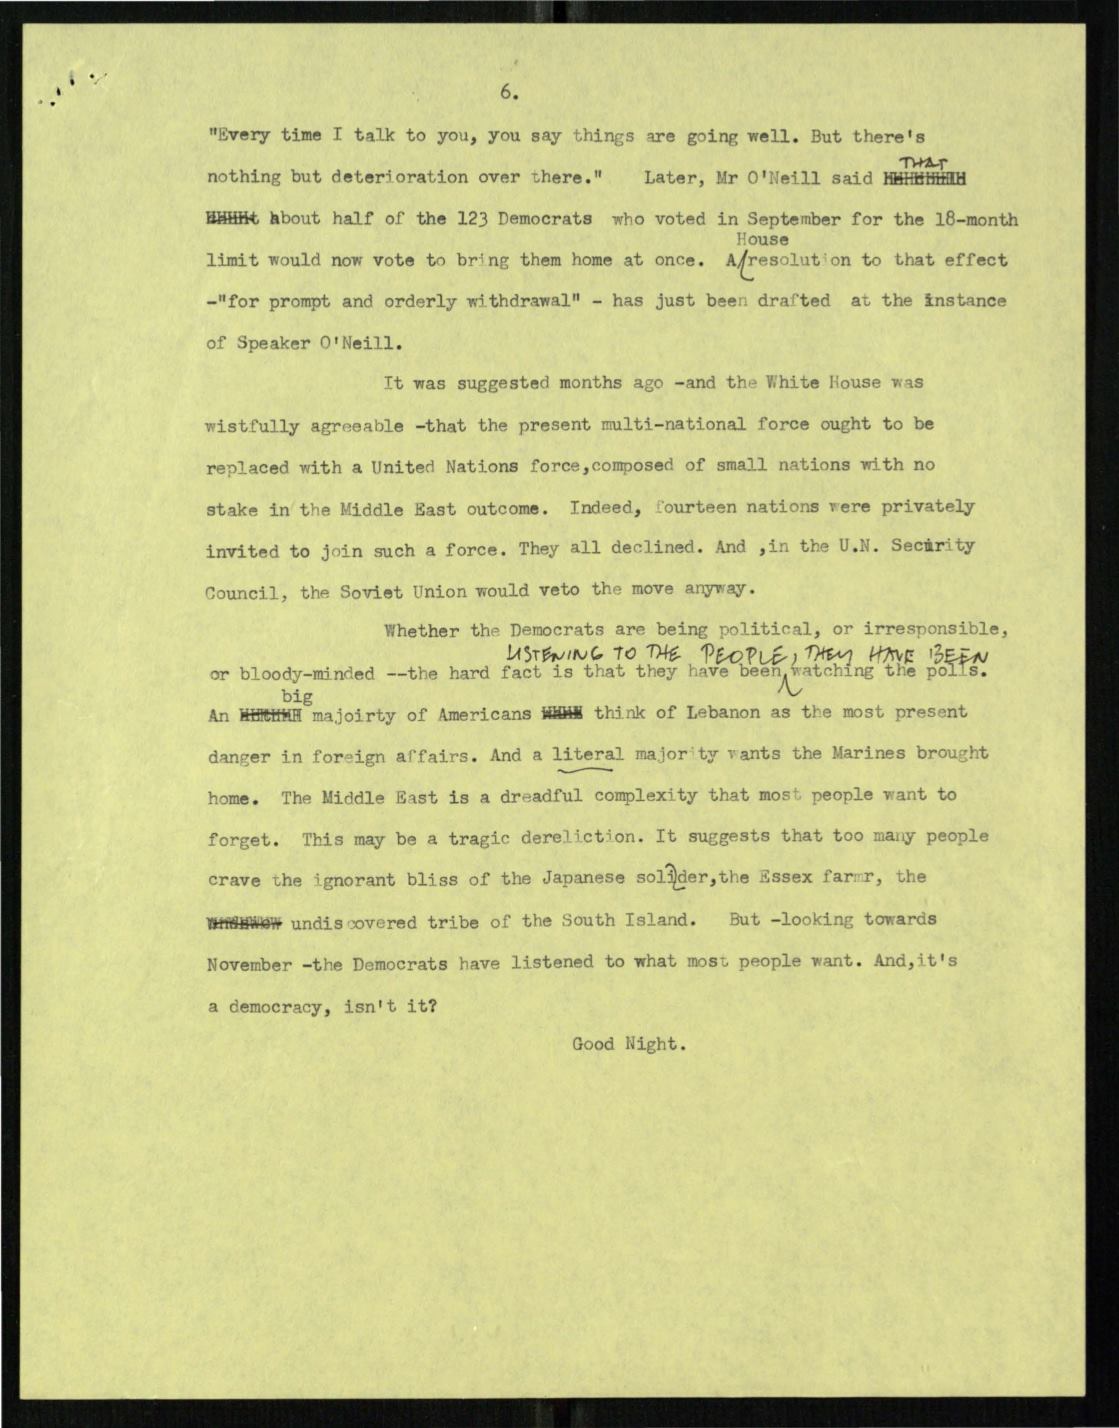 6.
"Every time I talk to you, you say things are going well. But there's
THAT
nothing but deterioration over there."    Later, Mr O'Neill said
about half of the 123 Democrats  who voted in September for the 18-month
House
limit would now vote to bring them home at once.  A resolution to that effect
-"for prompt and orderly withdrawal" - has just been drafted  at the instance
of Speaker O'Neill.
It was suggested months ago -and the White House was
wistfully agreeable -that the present multi-national force ought to be
replaced with a United Nations force,composed of small nations with no
stake in the Middle East outcome.  Indeed, fourteen nations were privately
invited to join such a force. They all declined. And ,in the U.N. Security
Council, the Soviet Union would veto the move anyway.
Whether the Democrats are being political, or irresponsible,
LISTENING TO THE PEOPLE, THEY HAVE BEEN
or bloody-minded --the hard fact is that they have been watching the polls.
big
An majoirty of Americans think of Lebanon as the most present
danger in foreign affairs. And a literal majority wants the Marines brought
home.  The Middle East is a dreadful complexity that most people want to
forget.  This may be a tragic dereliction. It suggests that too many people
crave the ignorant bliss of the Japanese solider,the Essex farmr, the
undiscovered tribe of the South Island.   But -looking towards
November -the Democrats have listened to what most people want. And,it's
a democracy, isn't it?
Good Night.